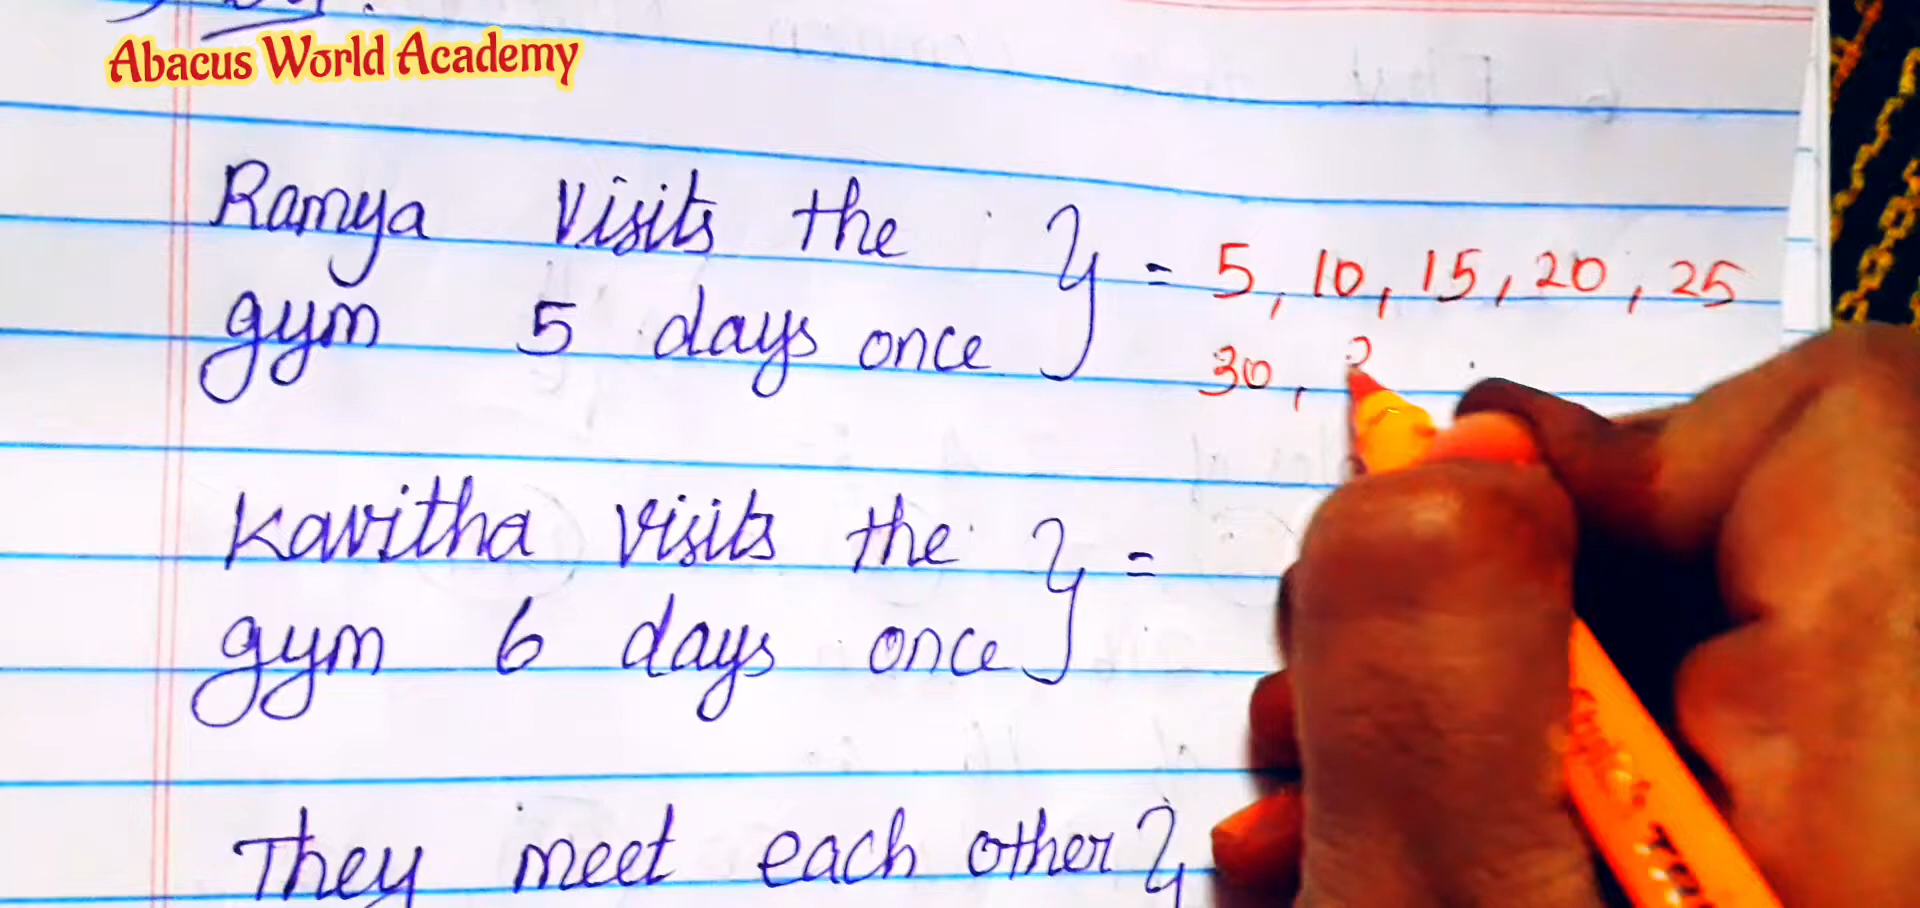 Abacus World Academy
Ramya visits the } = 5, 10, 15, 20, 25
gym 5 days once 30,
Kavitha visits the } =
gym 6 days once
They meet each other }